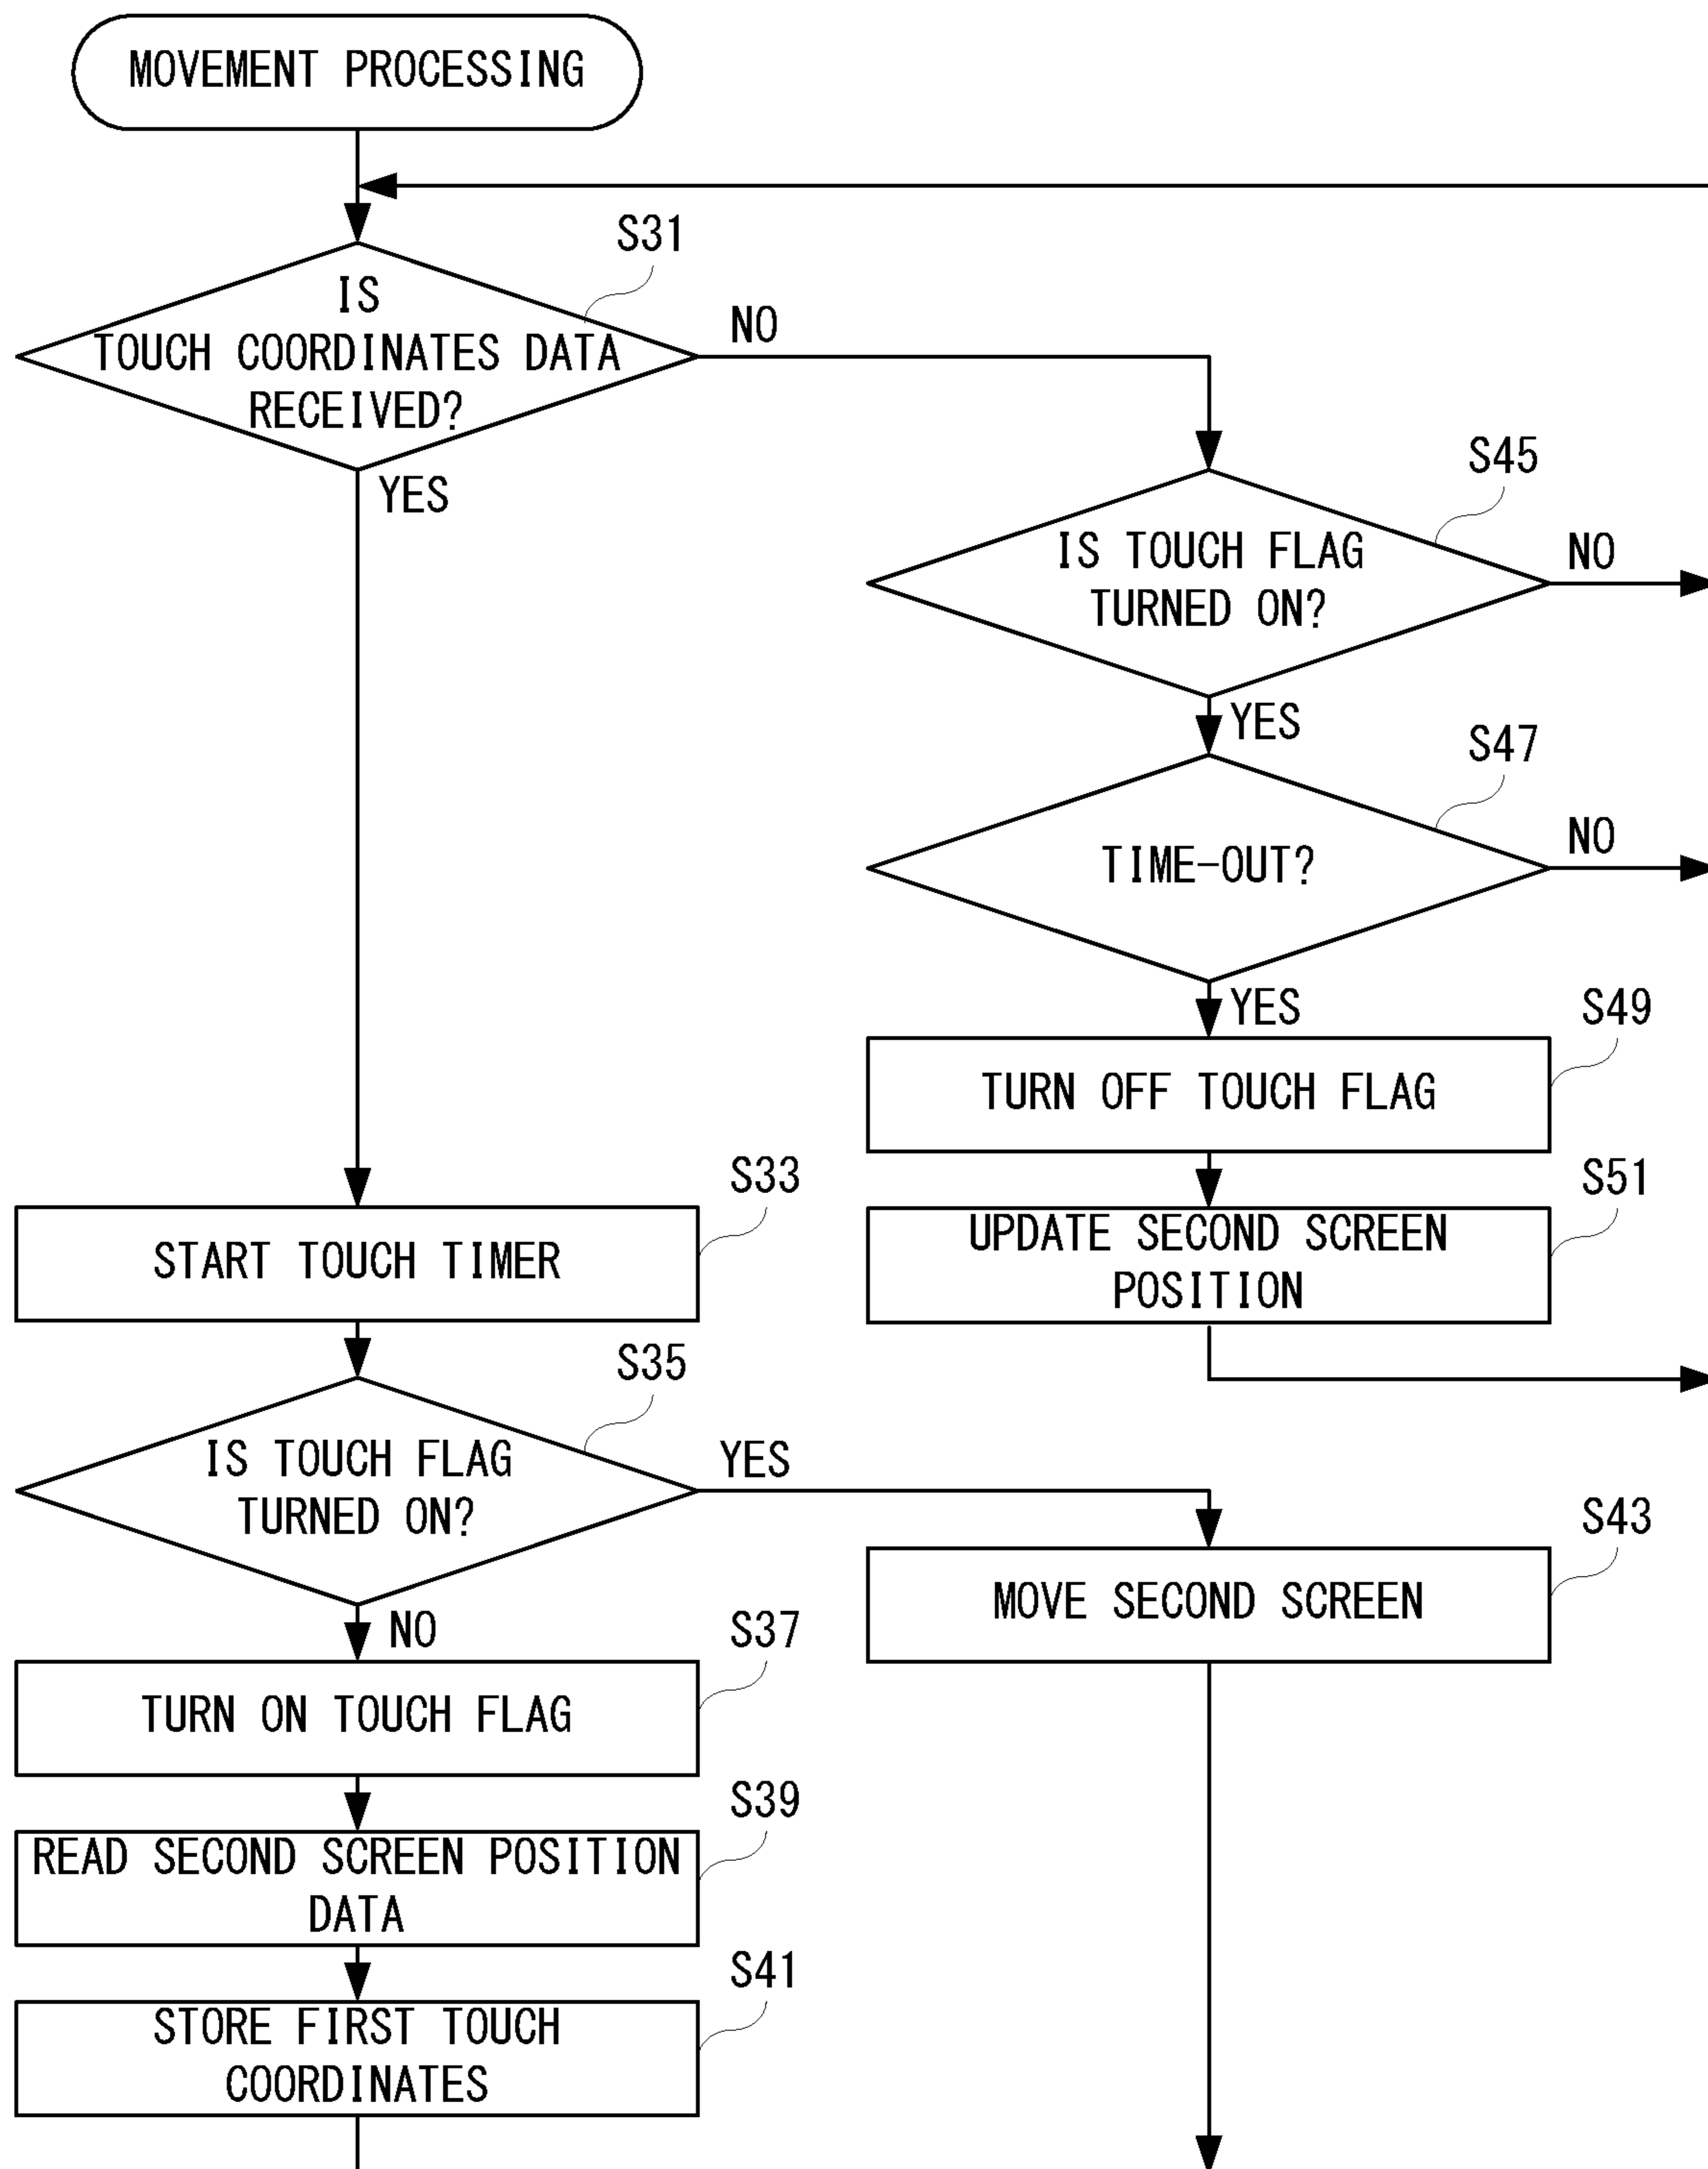 MOVEMENT PROCESSING
S31
IS
TOUCH COORDINATES DATA
RECEIVED?
NO
YES
S45
IS TOUCH FLAG
TURNED ON?
NO
YES
S47
TIME-OUT?
NO
YES
S49
TURN OFF TOUCH FLAG
S51
UPDATE SECOND SCREEN
POSITION
S33
START TOUCH TIMER
S35
IS TOUCH FLAG
TURNED ON?
YES
NO
S43
MOVE SECOND SCREEN
S37
TURN ON TOUCH FLAG
S39
READ SECOND SCREEN POSITION
DATA
S41
STORE FIRST TOUCH
COORDINATES